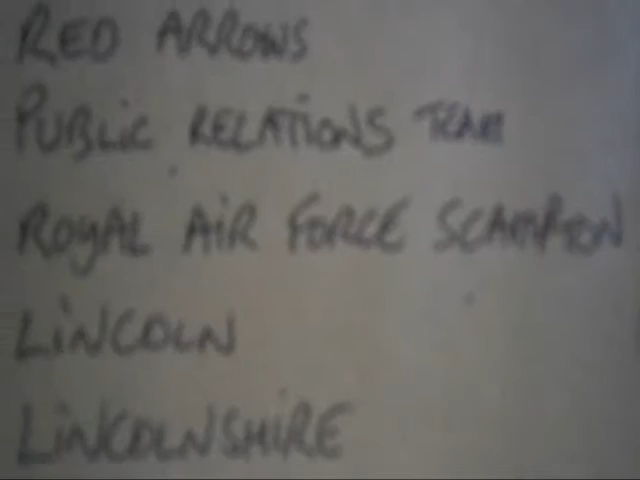 RED ARROWS
PUBLiC RELATiONS TEAM
ROYAL AiR FORCE SCAMPTON
LiNCOLN
LiNCOLNSHiRE